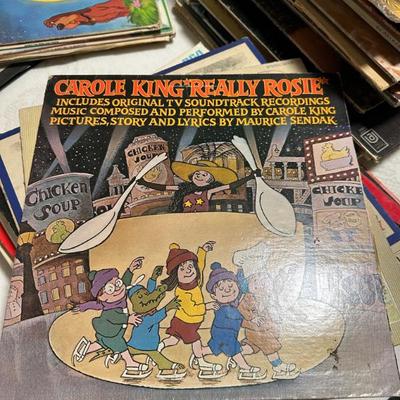 CAROLE KING "REALLY ROSIE"
INCLUDES ORIGINAL TV SOUNDTRACK RECORDINGS
MUSIC COMPOSED AND PERFORMED BY CAROLE KING
PICTURES, STORY AND LYRICS BY MAURICE SENDAK
CHICKEN SOUP
CHICKEN
SOUP
CHICKEN
SOUP